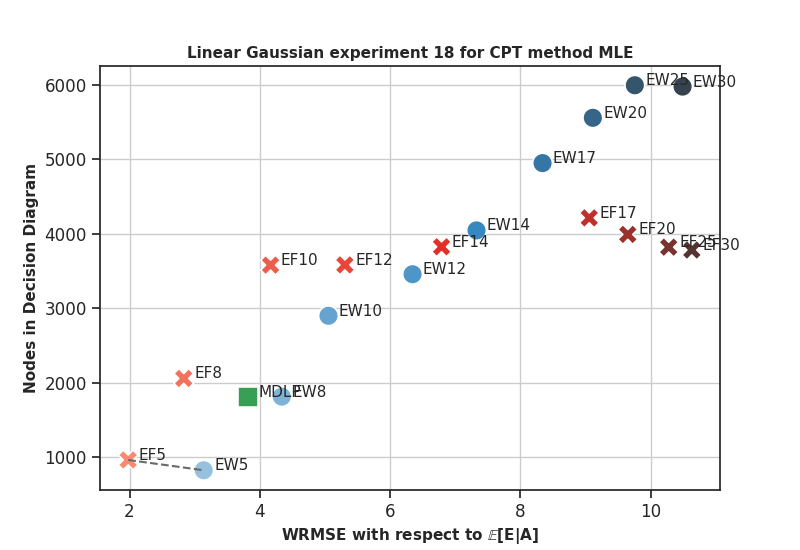 Linear Gaussian experiment 18 for CPT method MLE
Nodes in Decision Diagram
6000
5000
4000
3000
2000
1000
EW25
EW30
EW20
EW17
EF17
EW14
EF20
EF14
EF25
EF30
EF10
EF12
EW12
EW10
EF8
MDLP
EW8
EF5
EW5
2
4
6
8
10
WRMSE with respect to 𝔼[E|A]